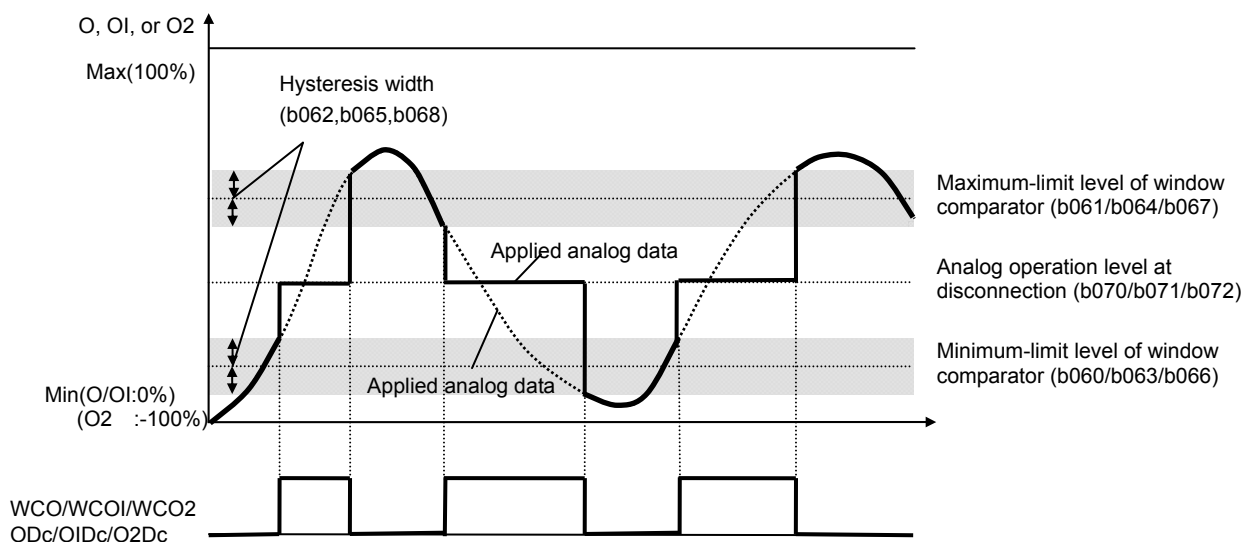 O, OI, or O2
Max(100%)
Hysteresis width
(b062,b065,b068)
Maximum-limit level of window
comparator (b061/b064/b067)
Applied analog data
Analog operation level at
disconnection (b070/b071/b072)
Minimum-limit level of window
comparator (b060/b063/b066)
Applied analog data
Min(O/OI:0%)
(O2 :-100%)
WCO/WCOI/WCO2
ODc/OIDc/O2Dc